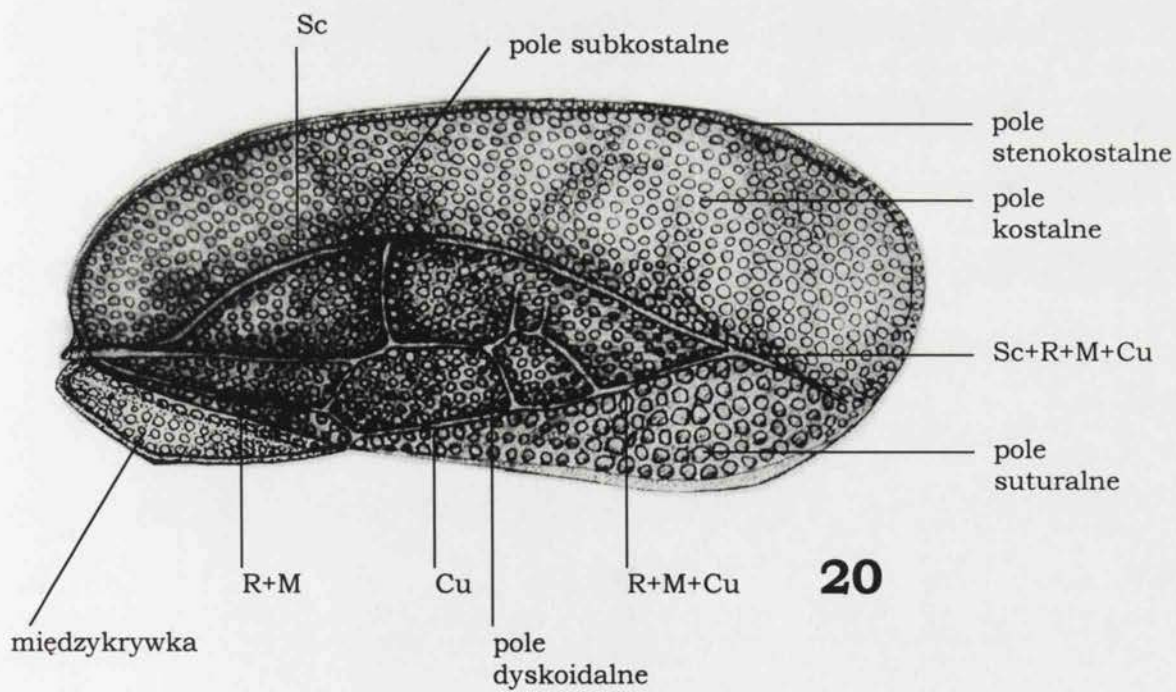 Sc
pole subkostalne
pole
stenokostalne
pole
kostalne
Sc+R+M+Cu
pole
suturalne
R+M
Cu
R+M+Cu
20
międzykrywka
pole
dyskoidalne